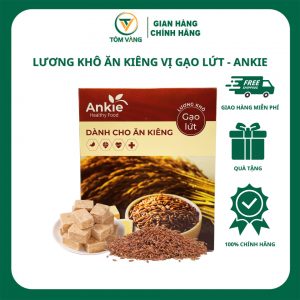 TÔM VÀNG
GIAN HÀNG
CHÍNH HÃNG
LƯƠNG KHÔ ĂN KIÊNG VỊ GẠO LỨT - ANKIE
Ankie
Healthy Food
LƯƠNG KHÔ
Gạo
lứt
DÀNH CHO ĂN KIÊNG
FREE
SHIPPING
GIAO HÀNG MIỄN PHÍ
QUÀ TẶNG
100% CHÍNH HÃNG